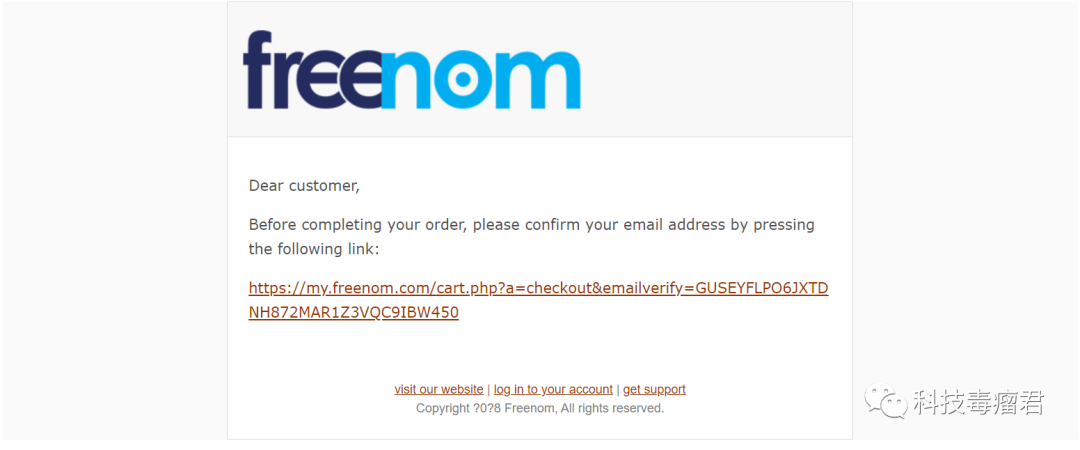 freenom
Dear customer,
Before completing your order, please confirm your email address by pressing
the following link:
https://my.freenom.com/cart.php?a=checkout&emailverify=GUSEYFLPO6JXTD
NH872MAR1Z3VQC9IBW450
visit our website | log in to your account | get support
Copyright ?0?8 Freenom, All rights reserved.
科技毒瘤君